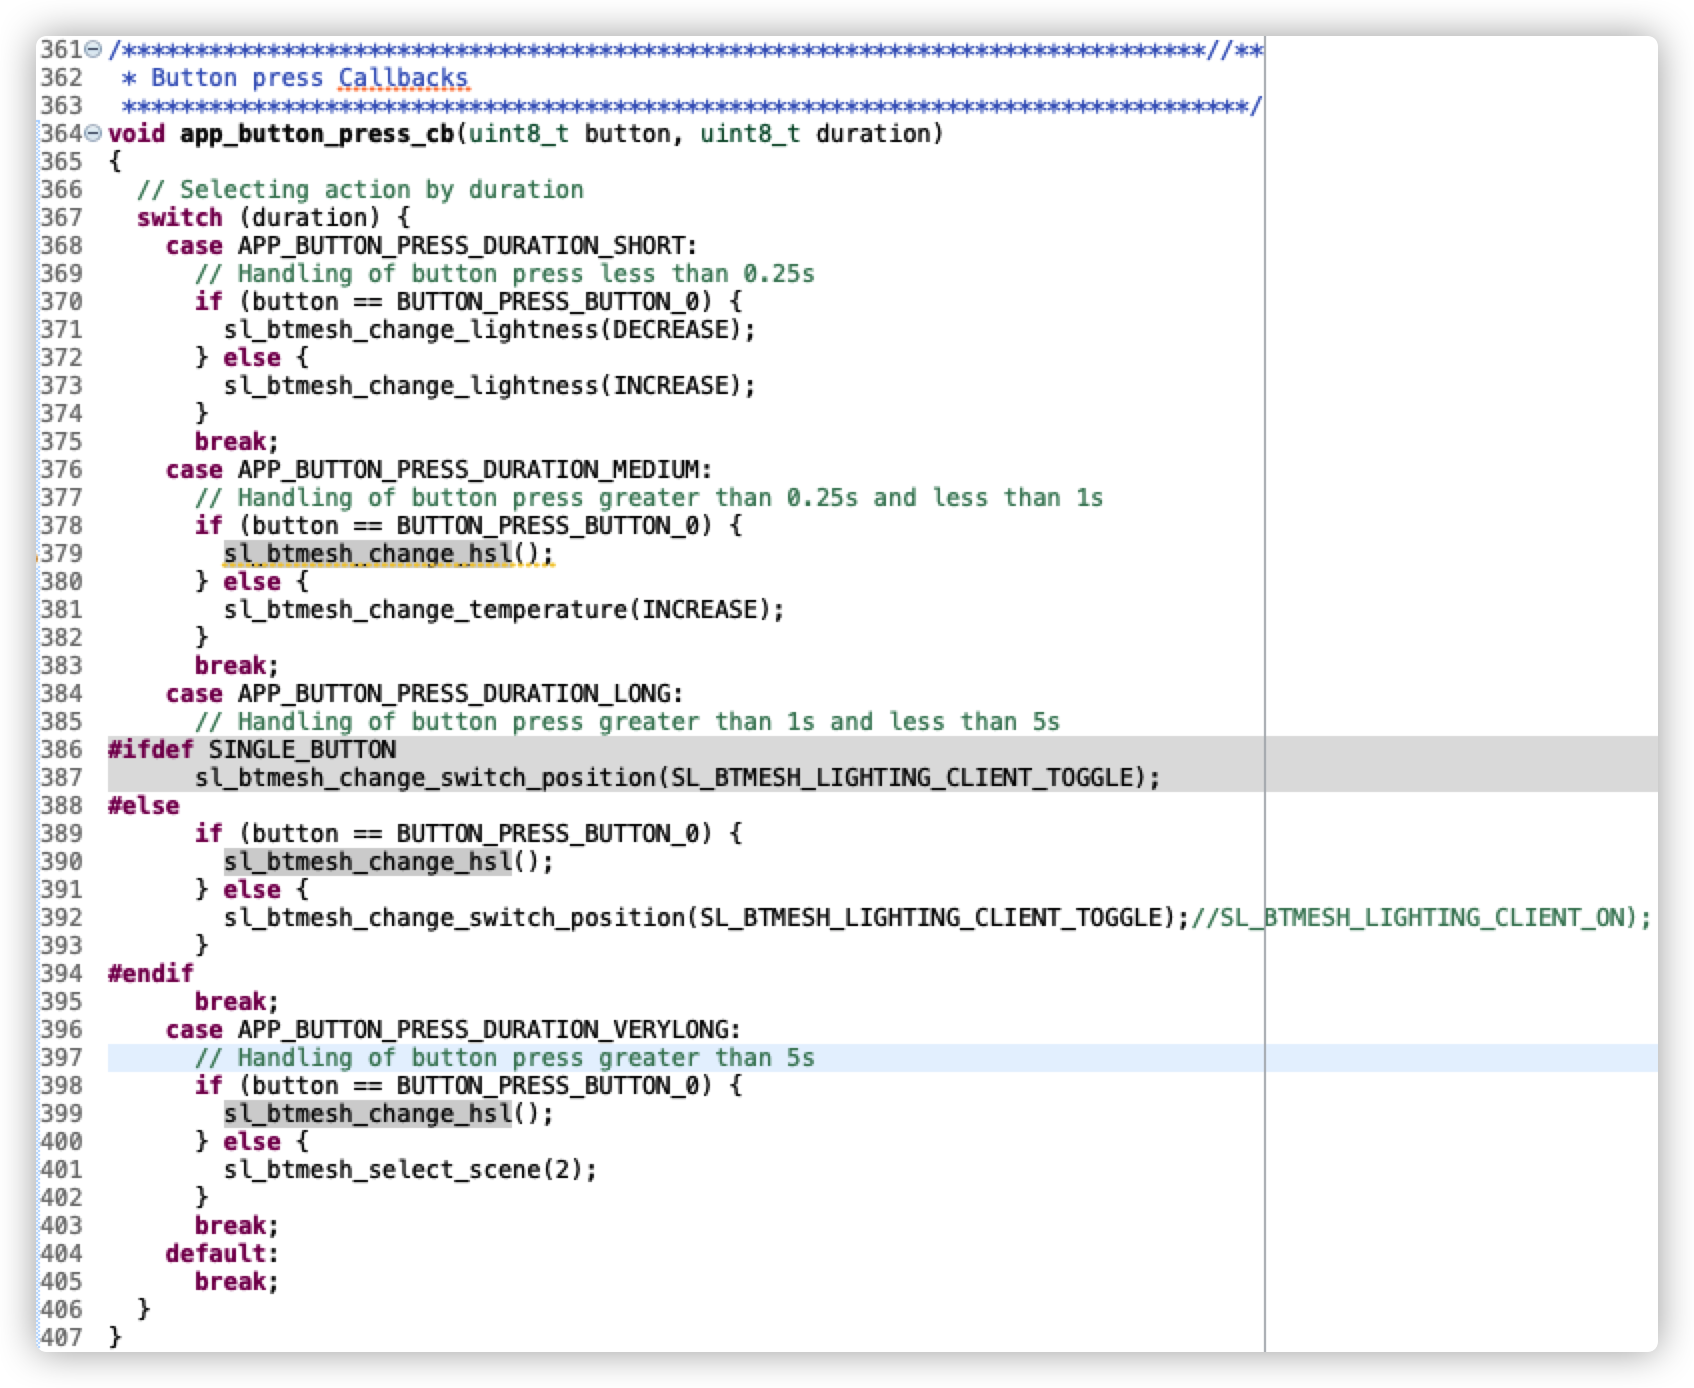 361 /***************************************************************************//**
362  * Button press Callbacks
363  ******************************************************************************/
364 void app_button_press_cb(uint8_t button, uint8_t duration)
365 {
366   // Selecting action by duration
367   switch (duration) {
368     case APP_BUTTON_PRESS_DURATION_SHORT:
369       // Handling of button press less than 0.25s
370       if (button == BUTTON_PRESS_BUTTON_0) {
371         sl_btmesh_change_lightness(DECREASE);
372       } else {
373         sl_btmesh_change_lightness(INCREASE);
374       }
375       break;
376     case APP_BUTTON_PRESS_DURATION_MEDIUM:
377       // Handling of button press greater than 0.25s and less than 1s
378       if (button == BUTTON_PRESS_BUTTON_0) {
379         sl_btmesh_change_hsl();
380       } else {
381         sl_btmesh_change_temperature(INCREASE);
382       }
383       break;
384     case APP_BUTTON_PRESS_DURATION_LONG:
385       // Handling of button press greater than 1s and less than 5s
386 #ifdef SINGLE_BUTTON
387       sl_btmesh_change_switch_position(SL_BTMESH_LIGHTING_CLIENT_TOGGLE);
388 #else
389       if (button == BUTTON_PRESS_BUTTON_0) {
390         sl_btmesh_change_hsl();
391       } else {
392         sl_btmesh_change_switch_position(SL_BTMESH_LIGHTING_CLIENT_TOGGLE);//SL_BTMESH_LIGHTING_CLIENT_ON);
393       }
394 #endif
395       break;
396     case APP_BUTTON_PRESS_DURATION_VERYLONG:
397       // Handling of button press greater than 5s
398       if (button == BUTTON_PRESS_BUTTON_0) {
399         sl_btmesh_change_hsl();
400       } else {
401         sl_btmesh_select_scene(2);
402       }
403       break;
404     default:
405       break;
406   }
407 }